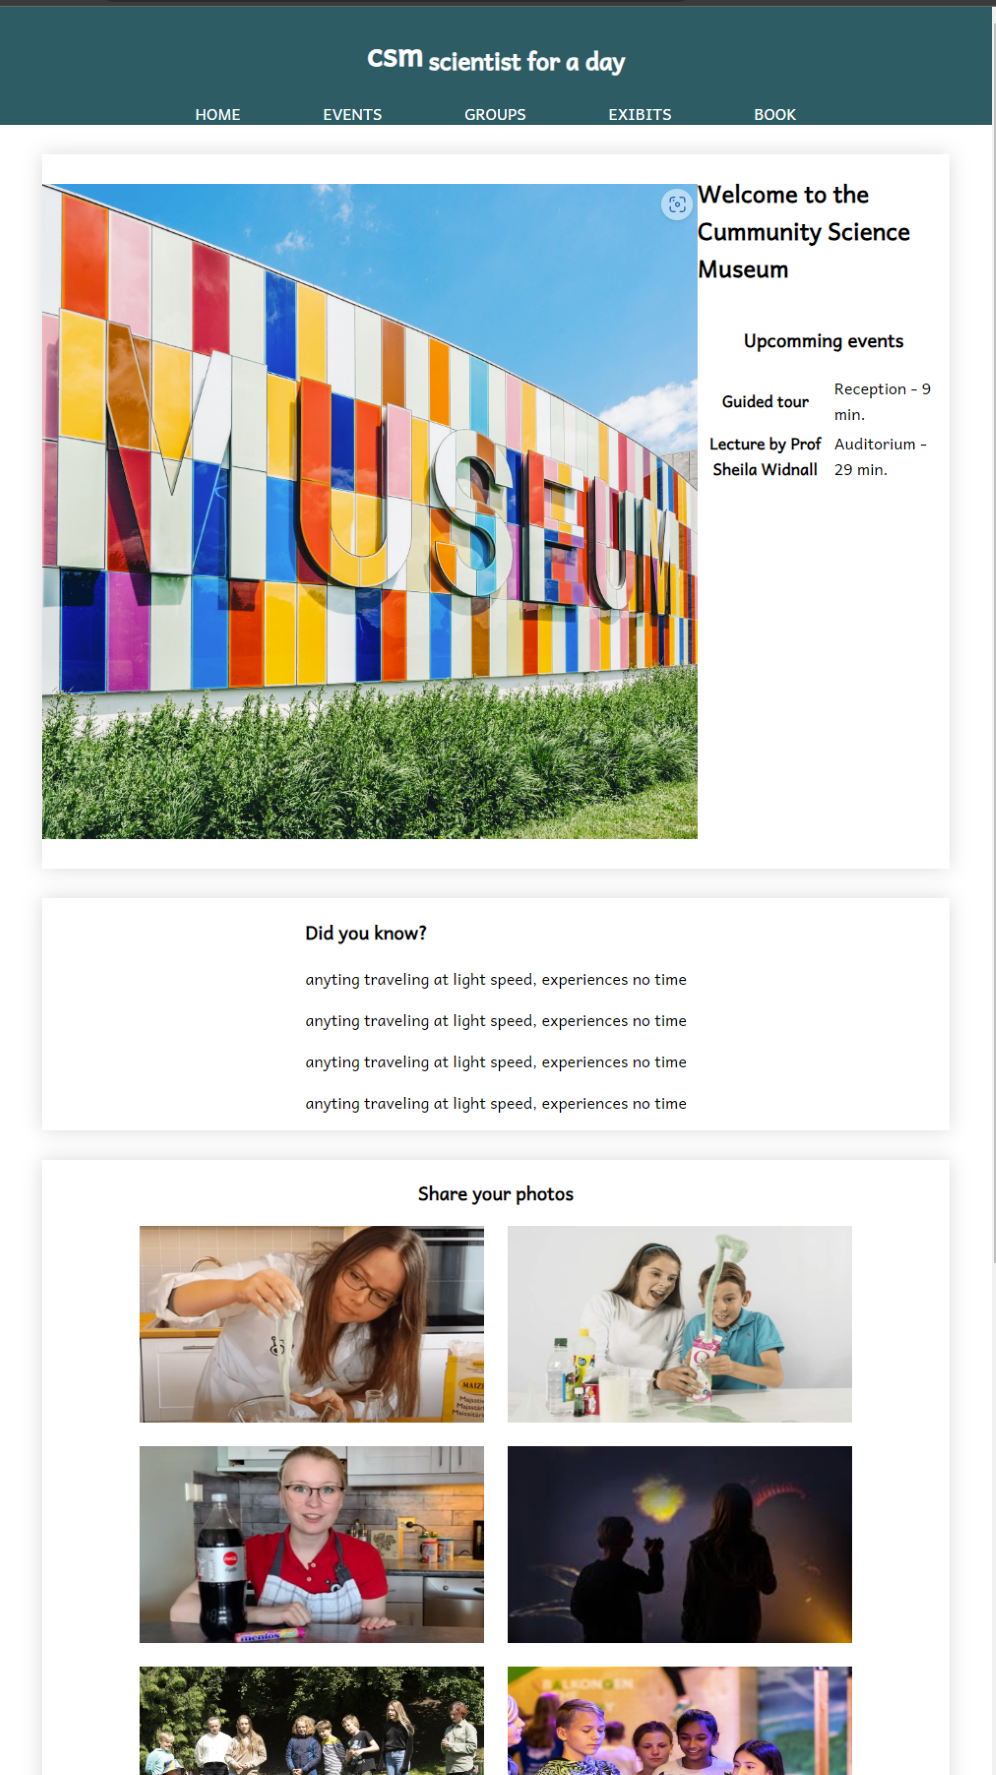 csm scientist for a day
HOME EVENTS GROUPS EXIBITS BOOK
MUSEUM
Welcome to the
Cummunity Science
Museum
Upcomming events
Guided tour
Reception - 9
min.
Lecture by Prof
Sheila Widnall
Auditorium -
29 min.
Did you know?
anyting traveling at light speed, experiences no time
anyting traveling at light speed, experiences no time
anyting traveling at light speed, experiences no time
anyting traveling at light speed, experiences no time
Share your photos
mentos
BALKONGEN